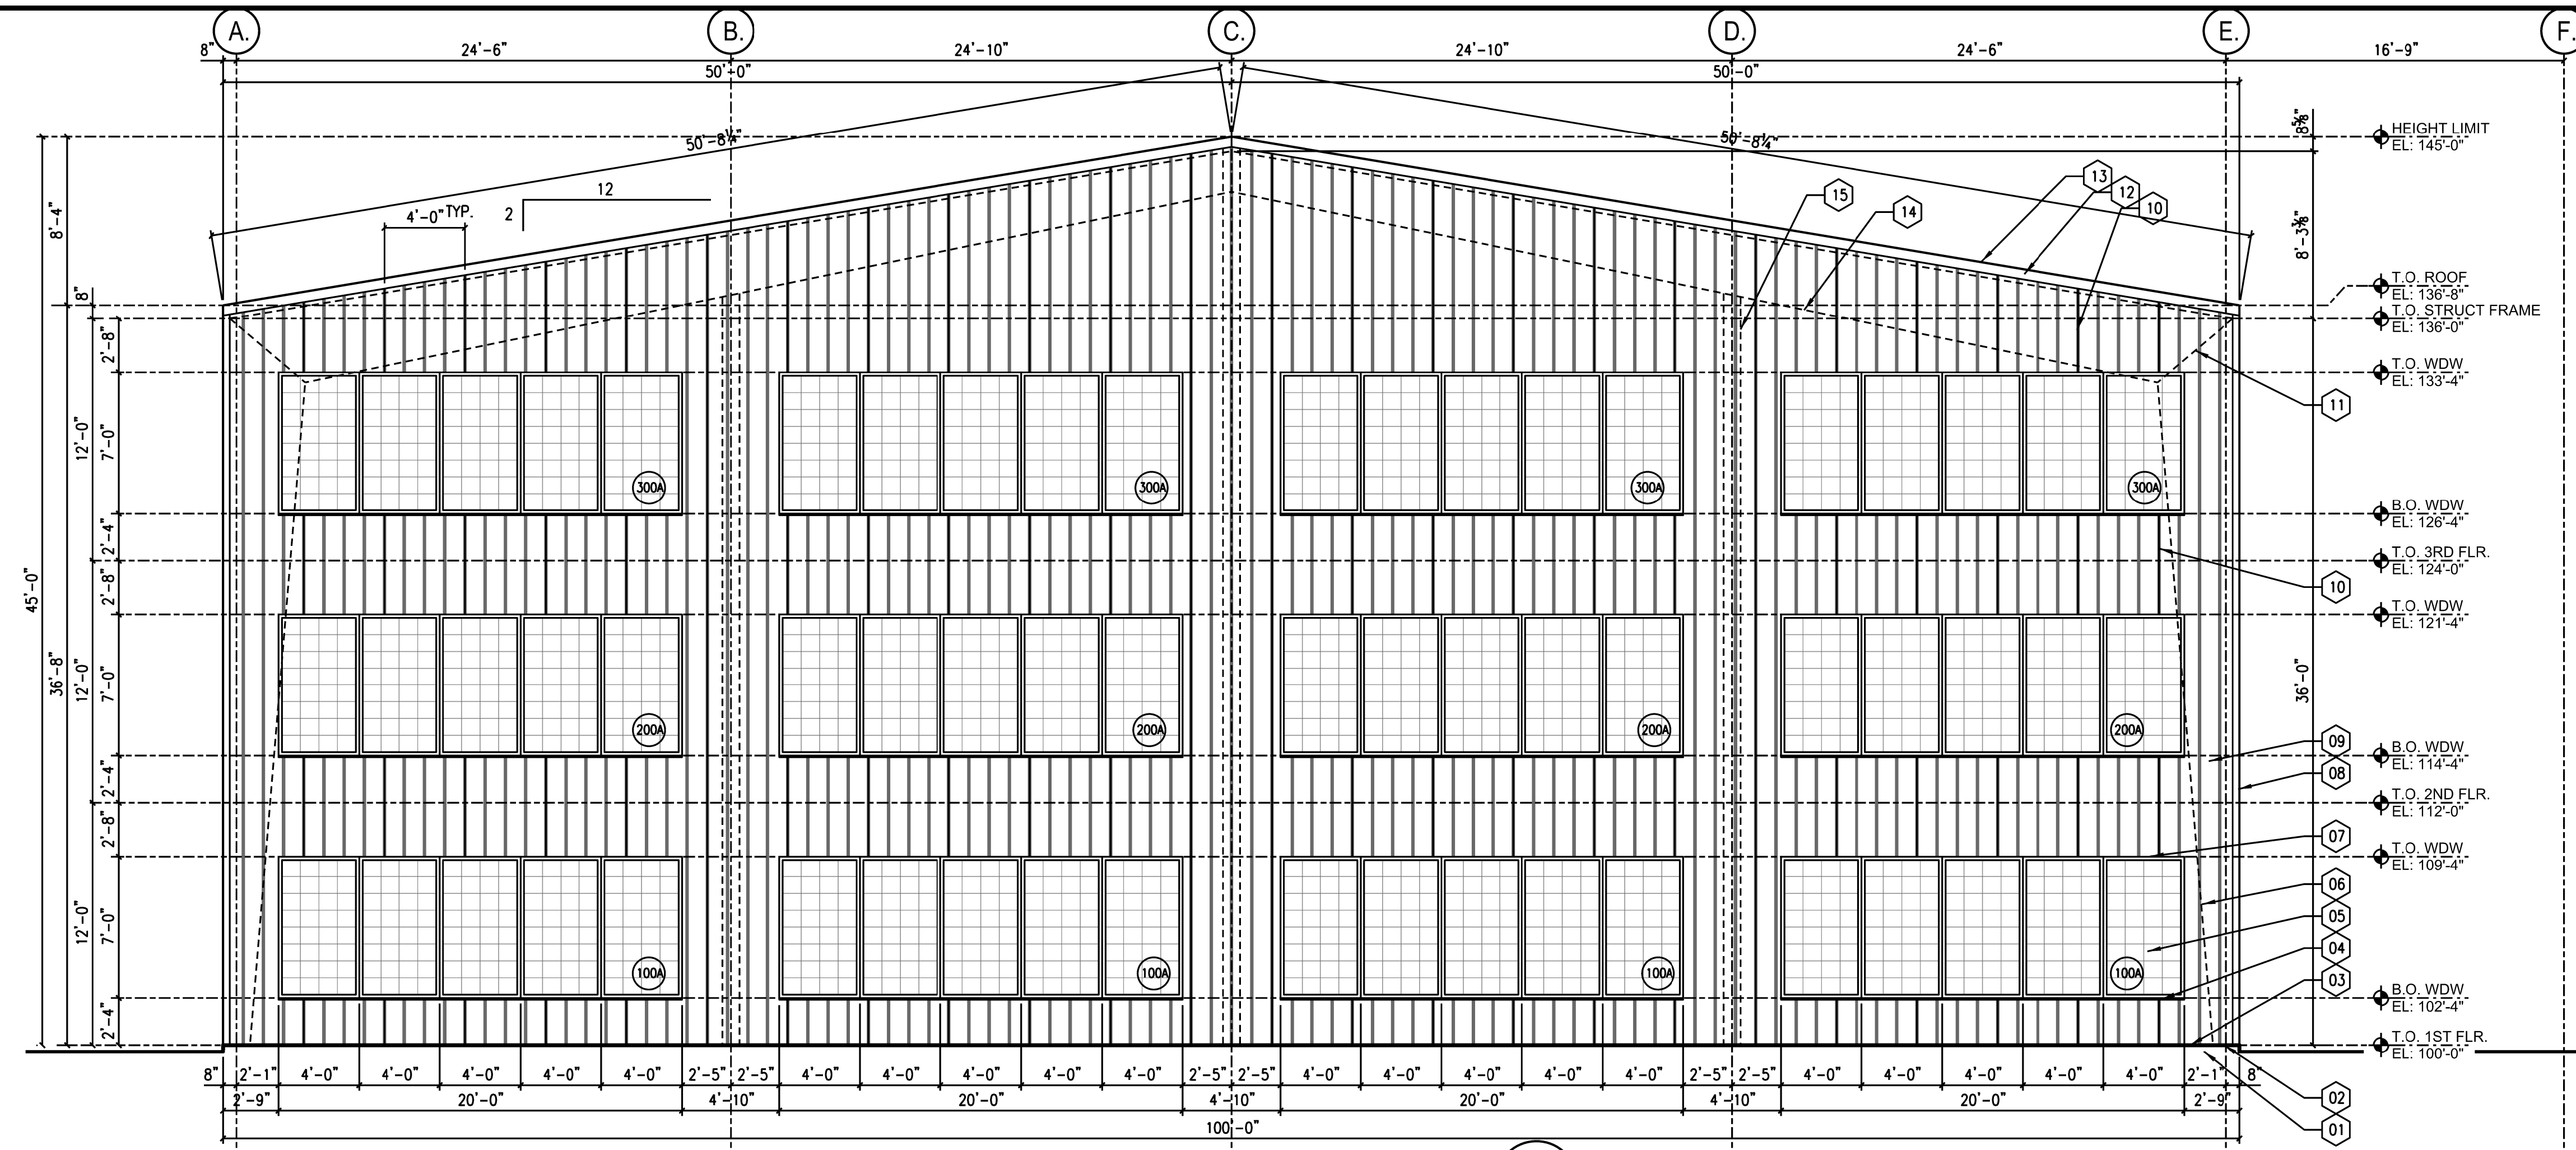 A. B. C. D. E. F.
8" 24'-6" 24'-10" 24'-10" 24'-6" 16'-9"
50'-0" 50'-0"
50'-8¼" 50'-8¼"
8⅝"
HEIGHT LIMIT
EL: 145'-0"
13
12
10
15
14
12
2
4'-0" TYP.
8'-4"
8'-3⅜"
8"
T.O. ROOF
EL: 136'-8"
T.O. STRUCT FRAME
EL: 136'-0"
2'-8"
T.O. WDW
EL: 133'-4"
11
12'-0"
7'-0"
300A 300A 300A 300A
B.O. WDW
EL: 126'-4"
2'-4"
T.O. 3RD FLR.
EL: 124'-0"
2'-8"
10
45'-0"
T.O. WDW
EL: 121'-4"
36'-8"
12'-0"
7'-0"
36'-0"
200A 200A 200A 200A
09
B.O. WDW
EL: 114'-4"
08
2'-4"
T.O. 2ND FLR.
EL: 112'-0"
2'-8"
07
T.O. WDW
EL: 109'-4"
06
12'-0"
7'-0"
05
04
100A 100A 100A 100A
03
B.O. WDW
EL: 102'-4"
2'-4"
T.O. 1ST FLR.
EL: 100'-0"
8" 2'-1" 4'-0" 4'-0" 4'-0" 4'-0" 4'-0" 2'-5" 2'-5" 4'-0" 4'-0" 4'-0" 4'-0" 4'-0" 2'-5" 2'-5" 4'-0" 4'-0" 4'-0" 4'-0" 4'-0" 2'-5" 2'-5" 4'-0" 4'-0" 4'-0" 4'-0" 4'-0" 2'-1" 8"
2'-9" 20'-0" 4'-10" 20'-0" 4'-10" 20'-0" 4'-10" 20'-0" 2'-9"
02
100'-0"
01